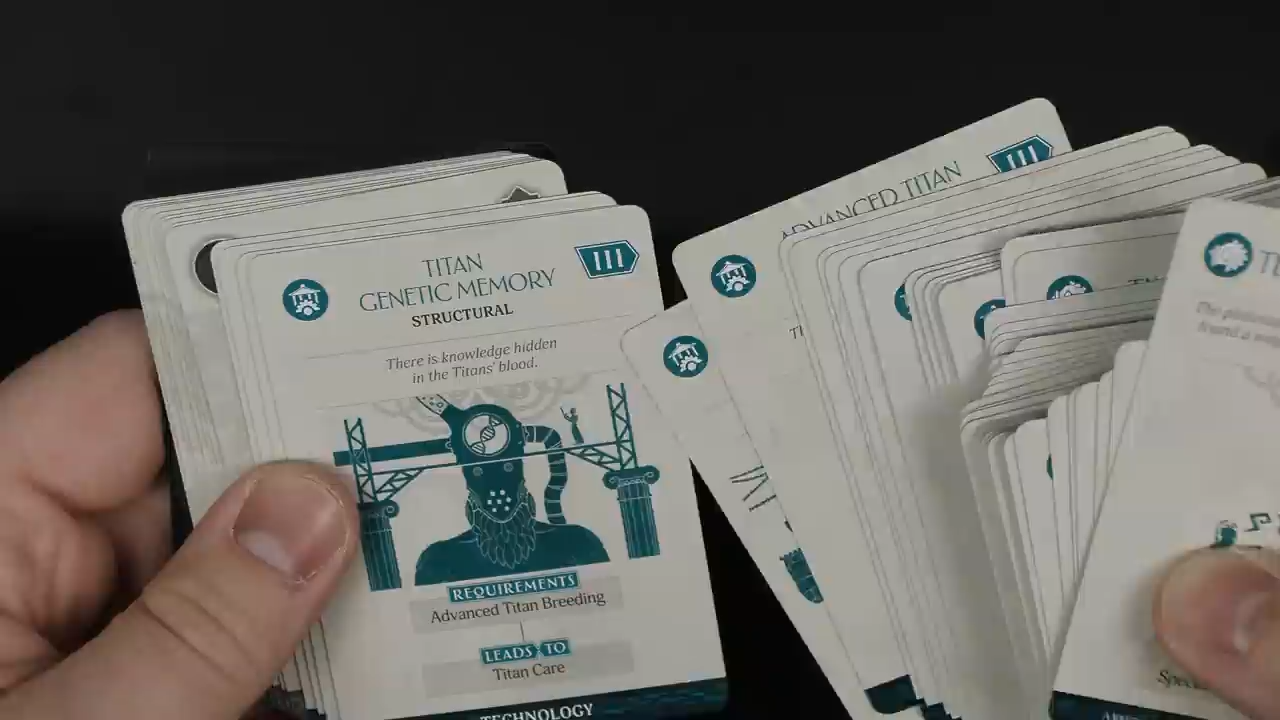 TITAN
GENETIC MEMORY
III
STRUCTURAL
There is knowledge hidden
in the Titans' blood.
REQUIREMENTS
Advanced Titan Breeding
LEADS TO
Titan Care
TECHNOLOGY
ADVANCED TITAN
III